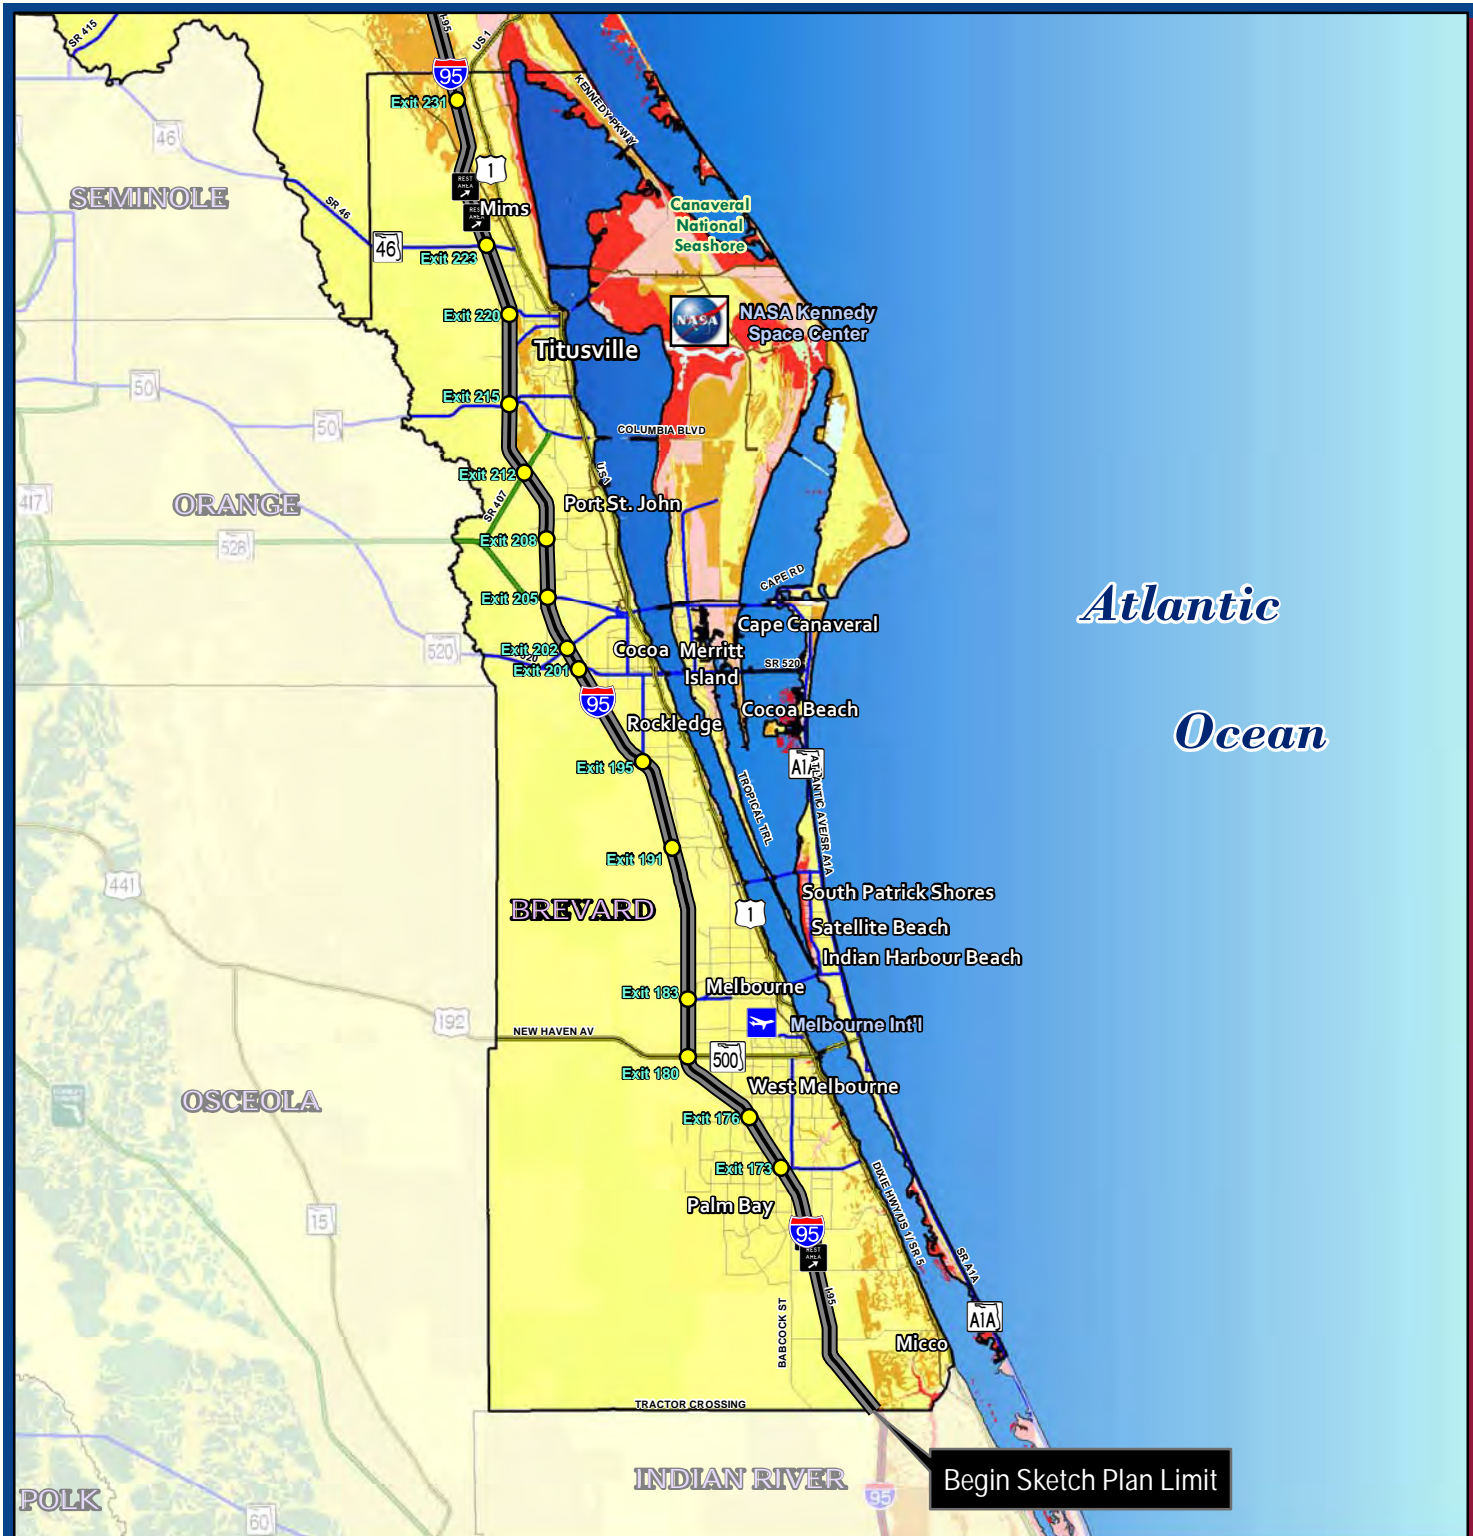 SR 415
I-95
US 1
95
Exit 231
KENNEDY PKWY
46
1
REST
AREA
SEMINOLE
SR 46
REST
AREA
Mims
Canaveral
National
Seashore
46
Exit 223
NASA
NASA Kennedy
Space Center
Exit 220
Titusville
50
Exit 215
50
COLUMBIA BLVD
Exit 212
US 1
417
ORANGE
SR 407
Port St. John
528
Exit 208
CAPE RD
Exit 205
Atlantic
Cape Canaveral
520
Exit 202
Cocoa
Merritt
Island
SR 520
Exit 201
95
Rockledge
Cocoa Beach
Ocean
Exit 195
A1A
TROPICAL TRL
ATLANTIC AVE/SR A1A
Exit 191
441
South Patrick Shores
BREVARD
1
Satellite Beach
Indian Harbour Beach
Exit 183
Melbourne
192
NEW HAVEN AV
Melbourne Int'l
500
Exit 180
West Melbourne
OSCEOLA
Exit 176
Exit 173
DIXIE HWY/US 1/ SR 5
Palm Bay
15
95
REST
AREA
SR A1A
I-95
A1A
BABCOCK ST
Micco
TRACTOR CROSSING
INDIAN RIVER
Begin Sketch Plan Limit
POLK
95
60